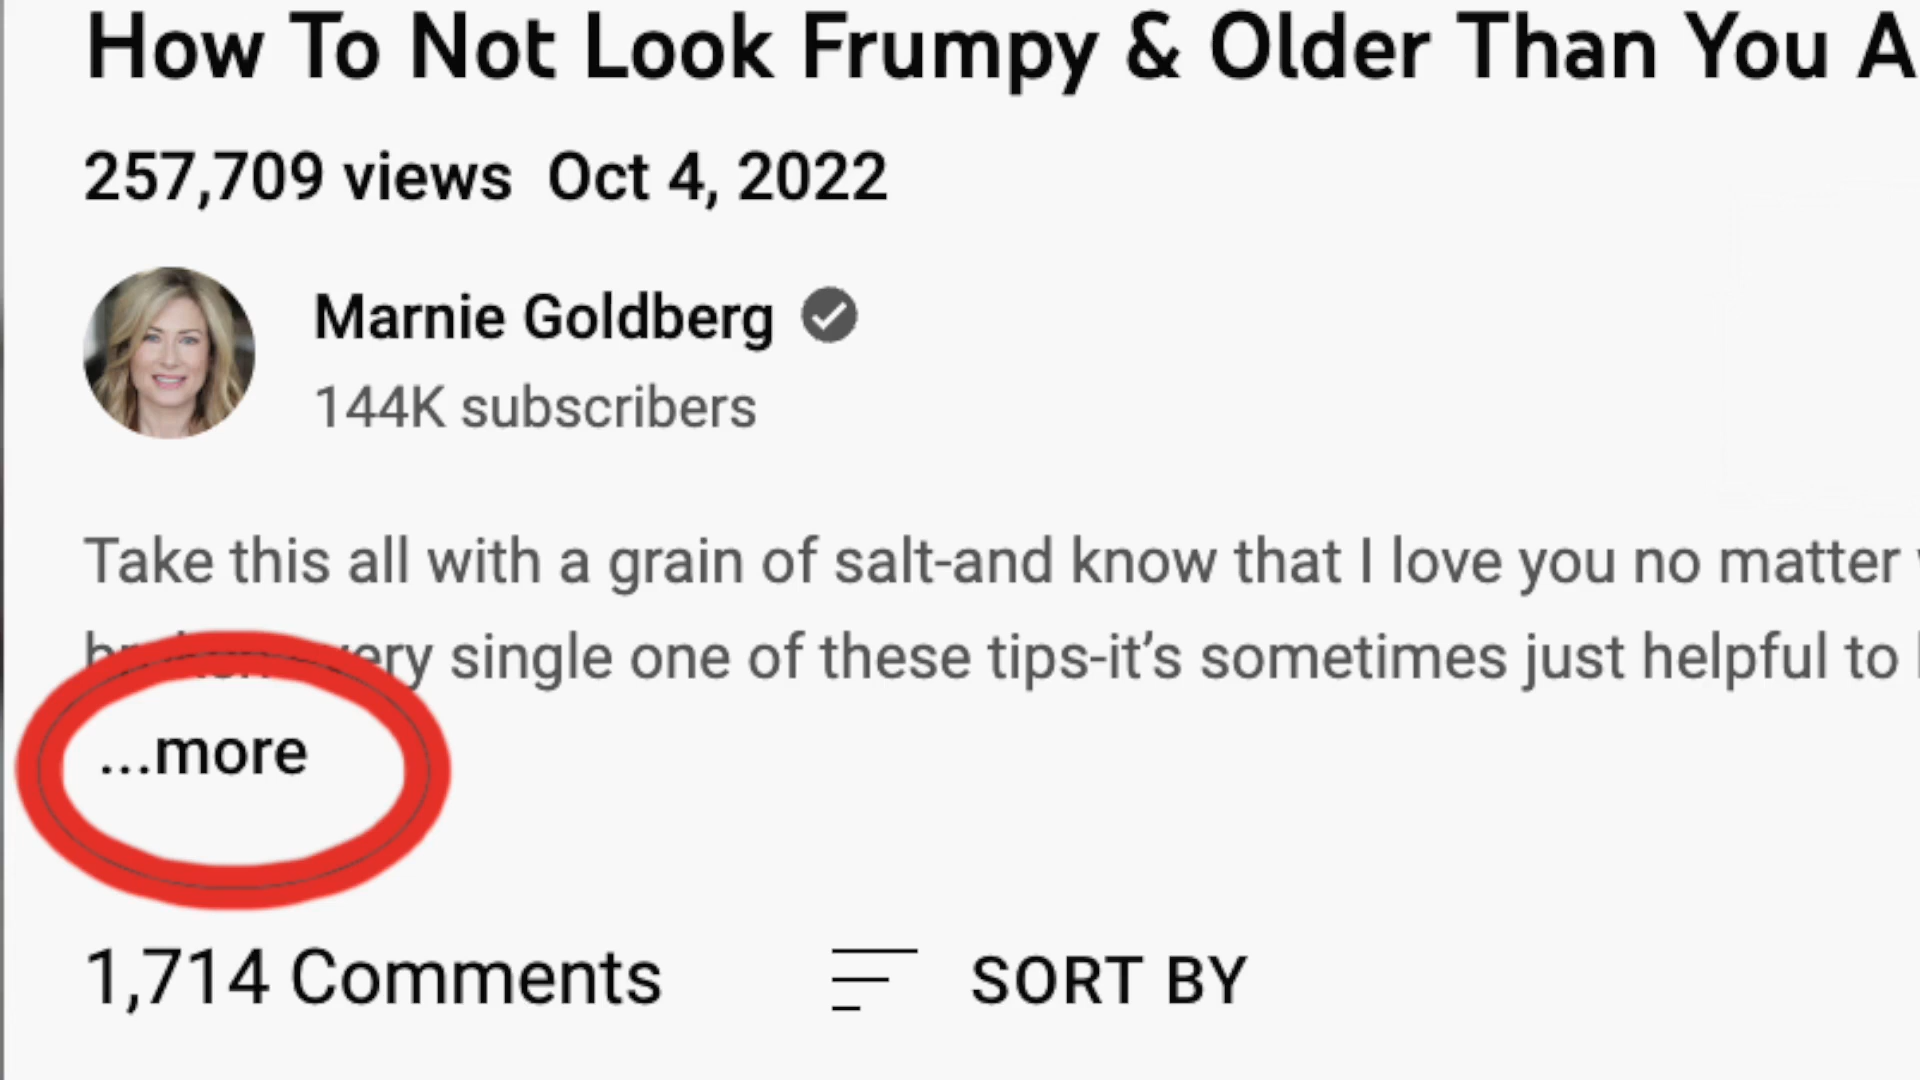 How To Not Look Frumpy & Older Than You A
257,709 views Oct 4, 2022
Marnie Goldberg
144K subscribers
Take this all with a grain of salt-and know that I love you no matter
single one of these tips-it’s sometimes just helpful to
...more
1,714 Comments
SORT BY